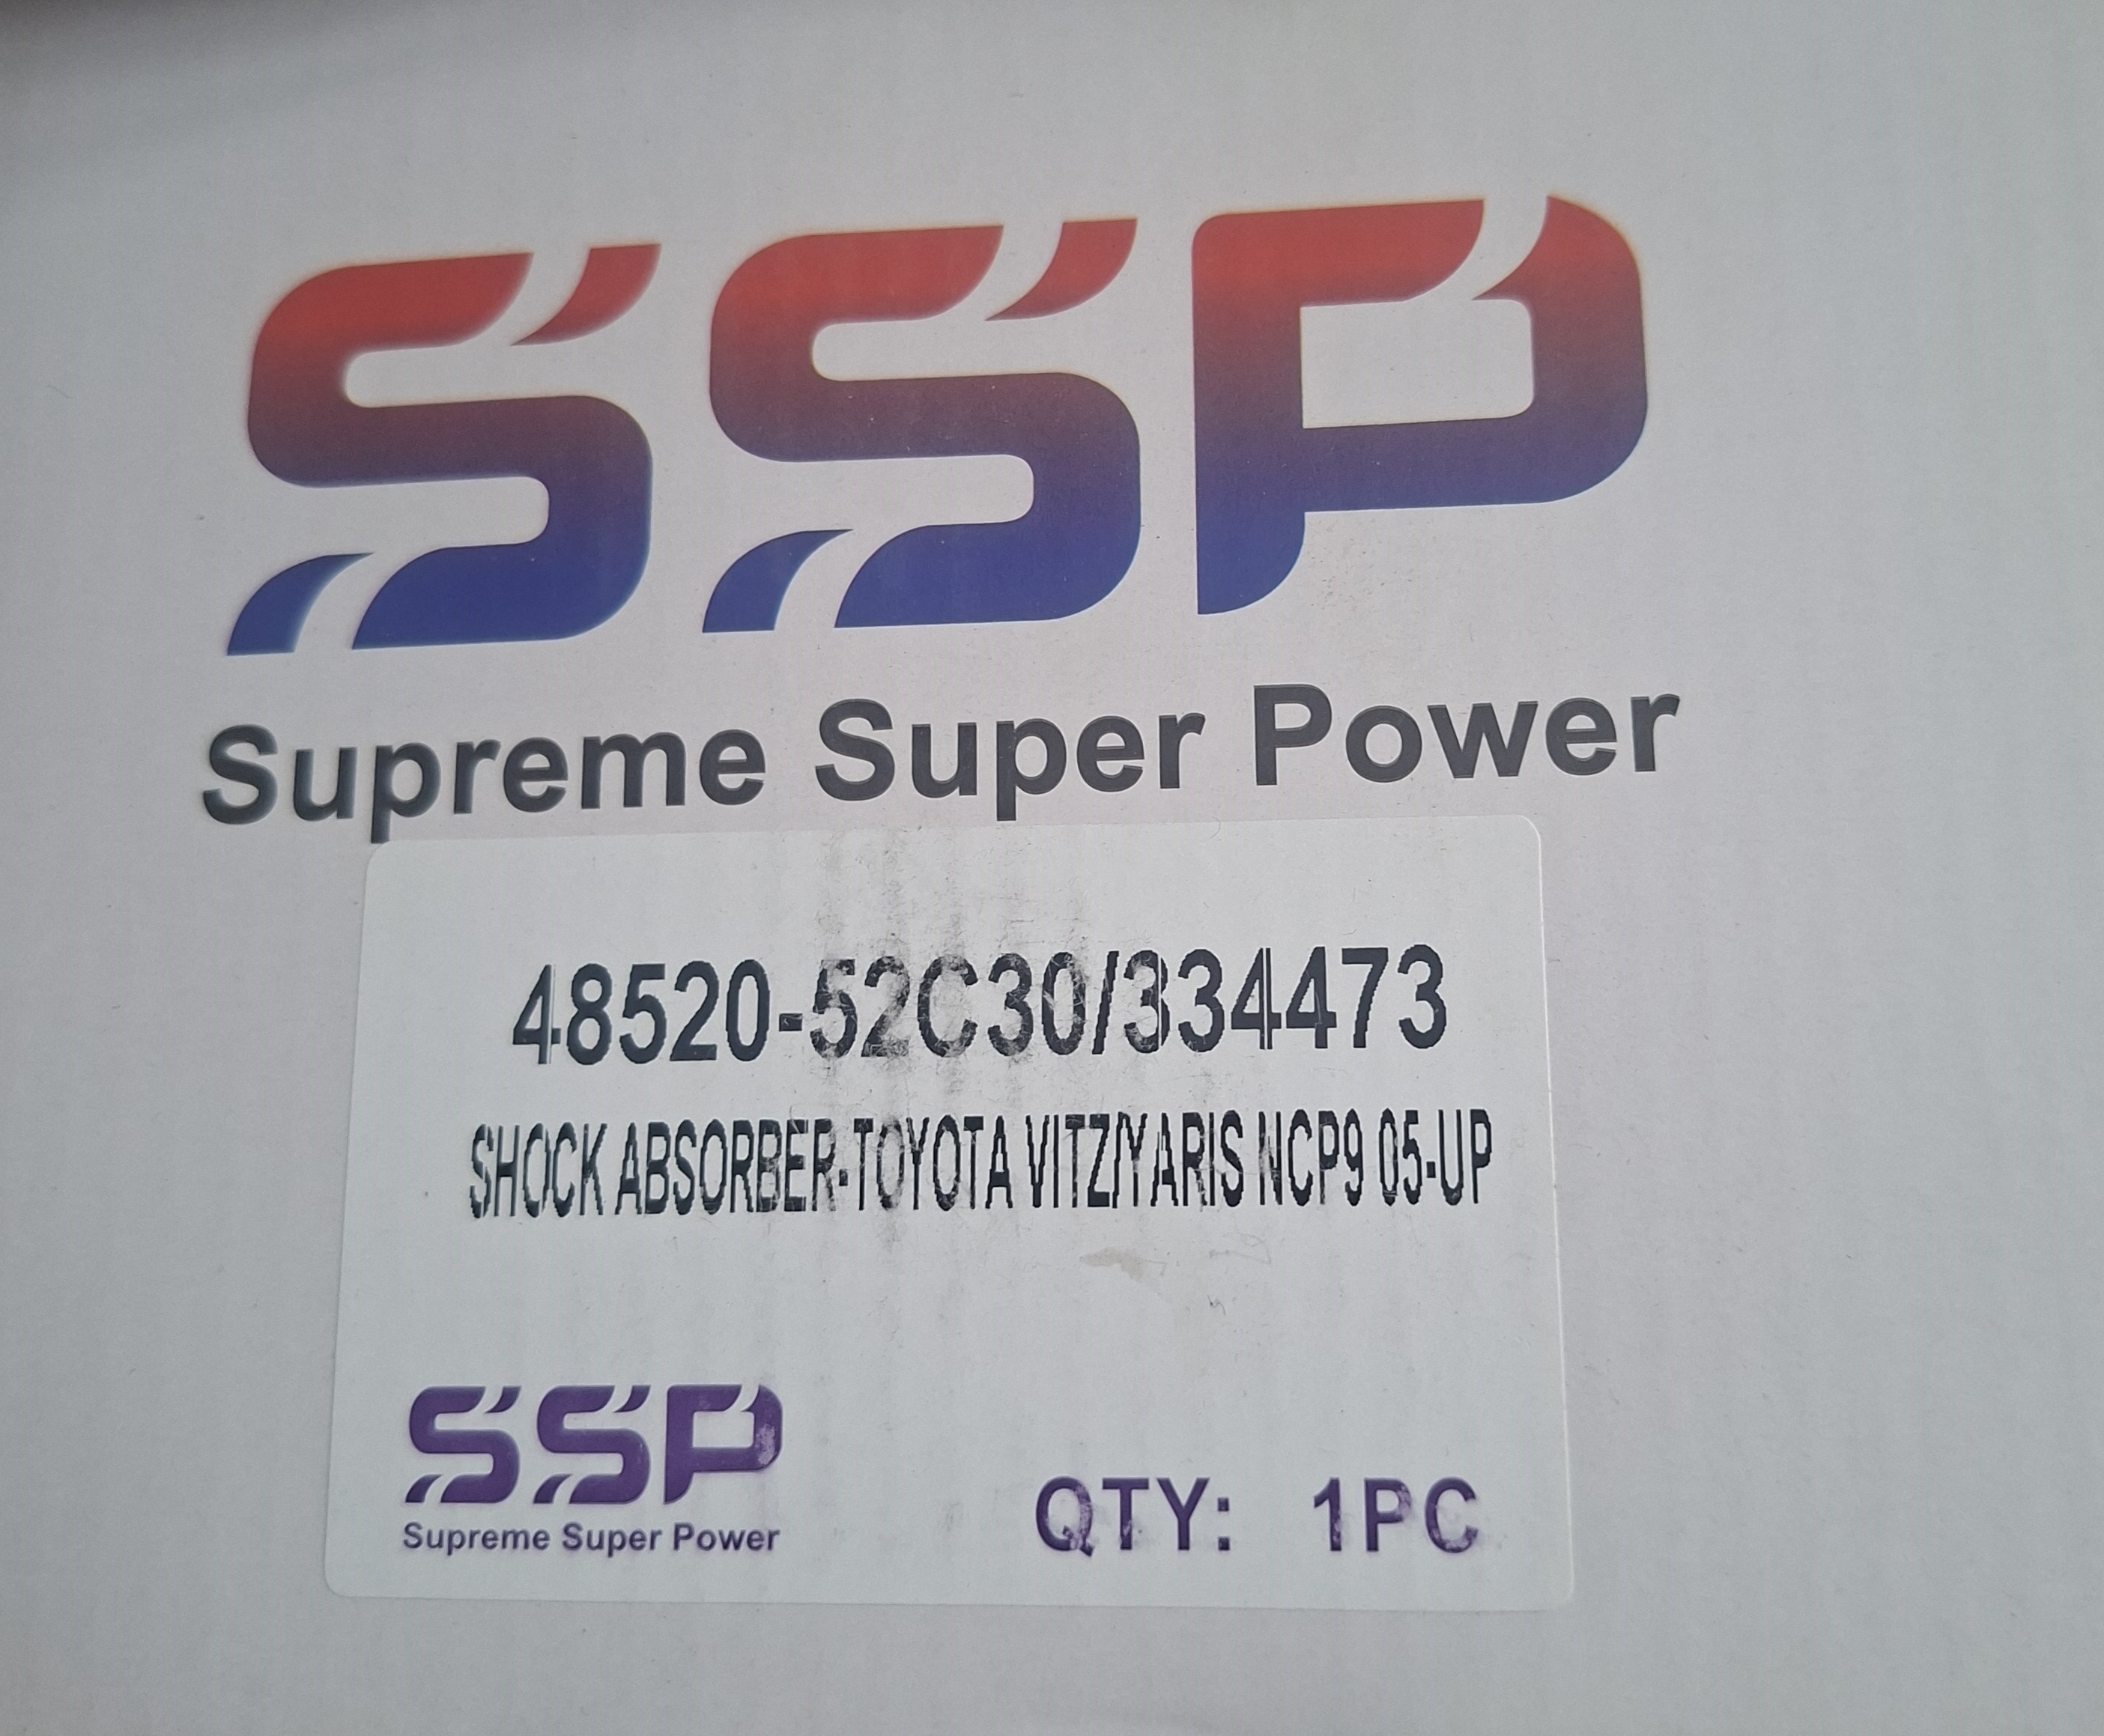 SSP
Supreme Super Power
48520-52C30/334473
SHOCK ABSORBER-TOYOTA VITZ/YARIS NCP9 05-UP
SSP
Supreme Super Power
QTY: 1PC